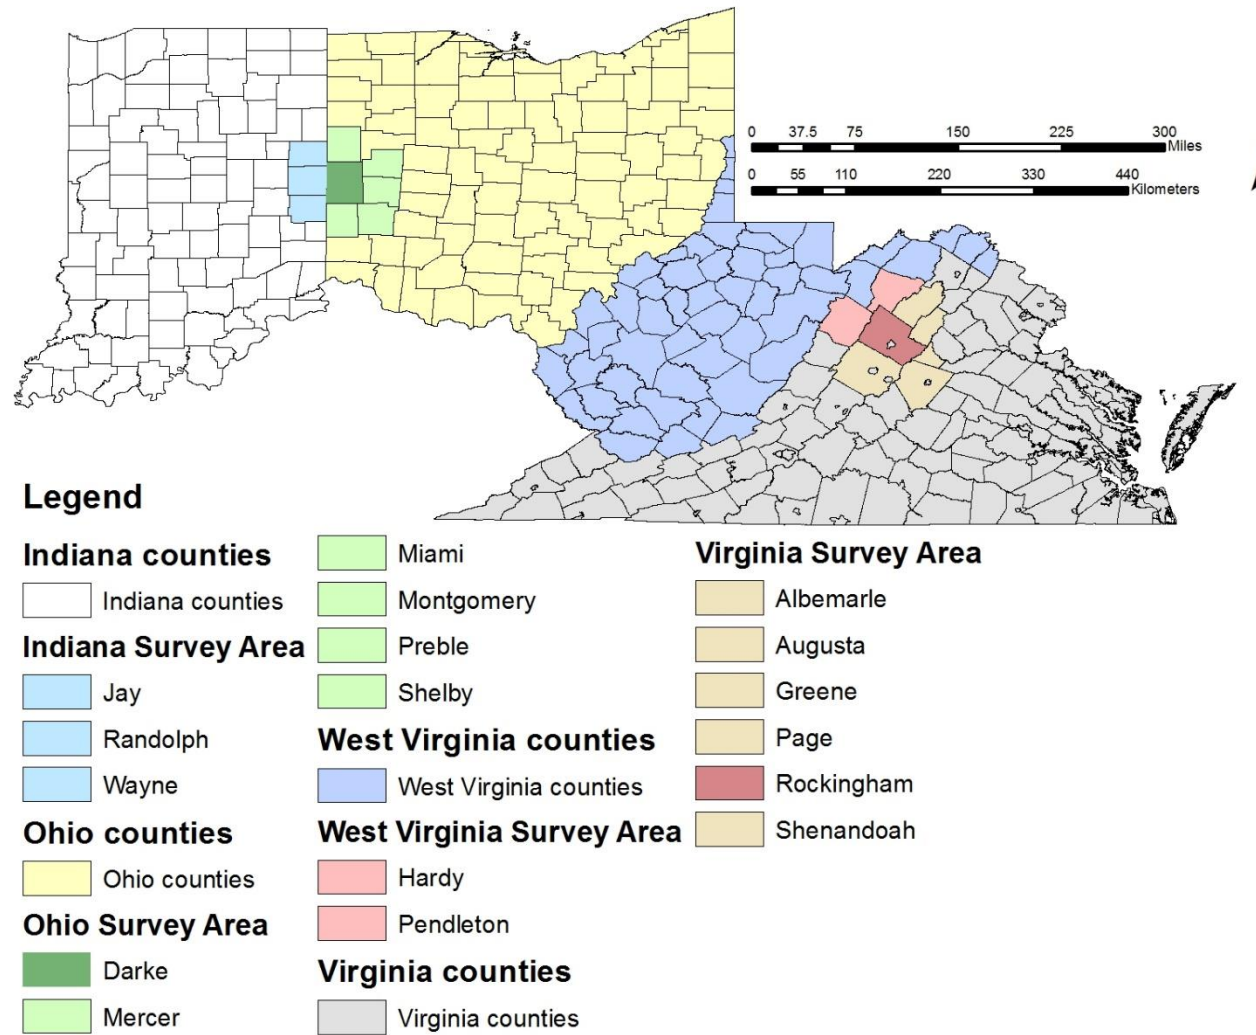 0 37.5 75 150 225 300
Miles
0 55 110 220 330 440
Kilometers
Legend
Indiana counties
Indiana counties
Indiana Survey Area
Jay
Randolph
Wayne
Ohio counties
Ohio counties
Ohio Survey Area
Darke
Mercer
Miami
Montgomery
Preble
Shelby
West Virginia counties
West Virginia counties
West Virginia Survey Area
Hardy
Pendleton
Virginia counties
Virginia counties
Virginia Survey Area
Albemarle
Augusta
Greene
Page
Rockingham
Shenandoah